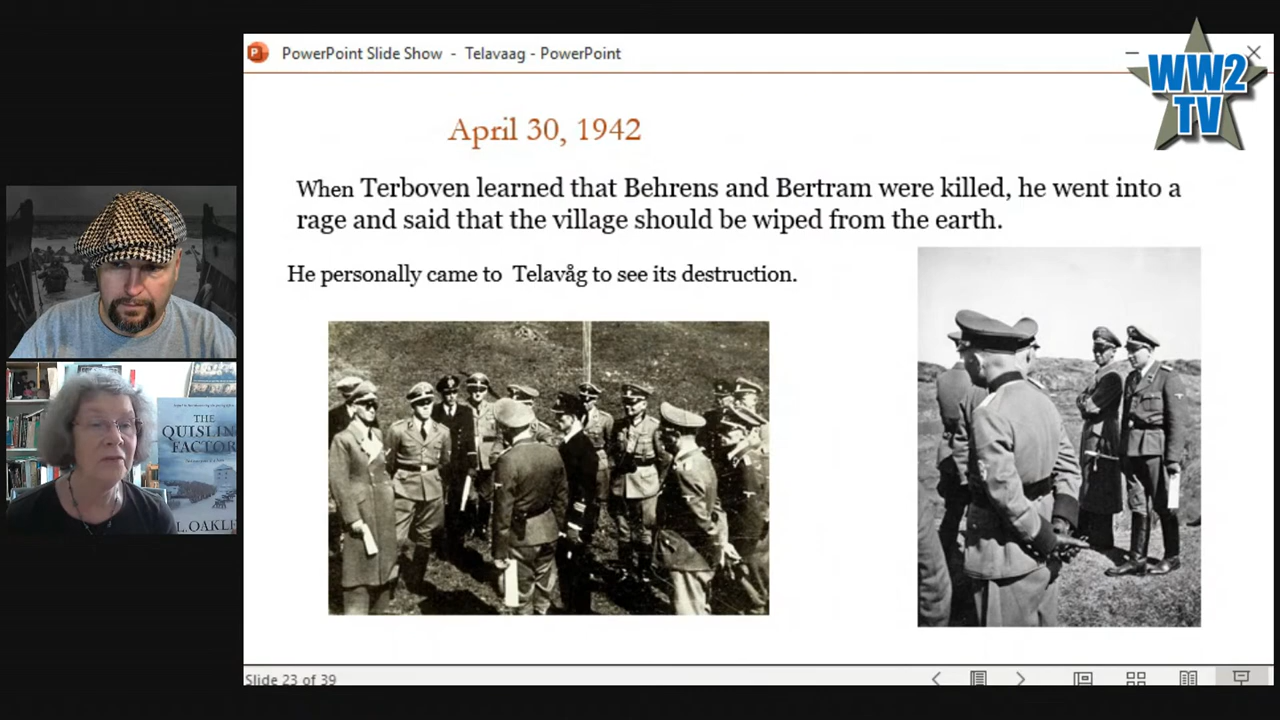 PowerPoint Slide Show - Telavaag - PowerPoint
WW2
TV
April 30, 1942
When Terboven learned that Behrens and Bertram were killed, he went into a
rage and said that the village should be wiped from the earth.
He personally came to Telavåg to see its destruction.
THE
QUISLIN
FACTOR
L. OAKLE
Slide 23 of 39